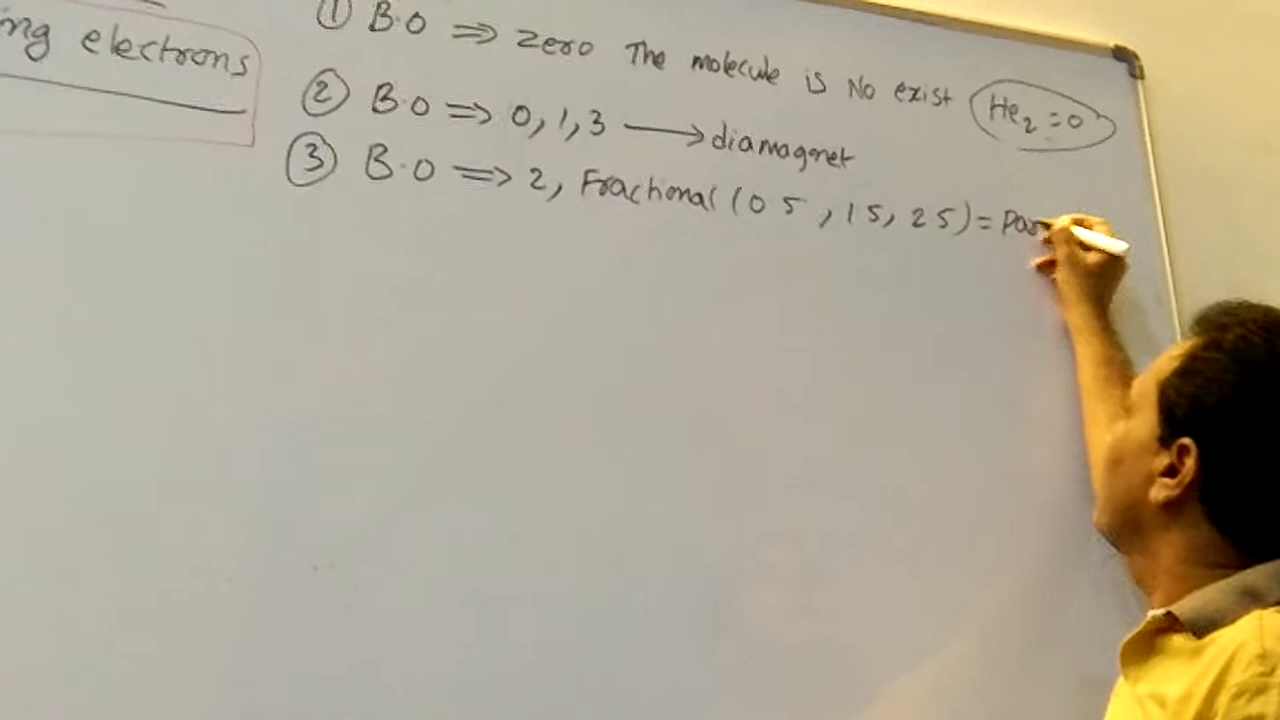 ng electrons
① B.O ⇒ Zero The molecule is No exist He₂ = 0
② B.O ⇒ 0, 1, 3 → diamagnet
③ B.O ⇒ 2, Fractional (0 5 , 1 5, 2 5) = Par